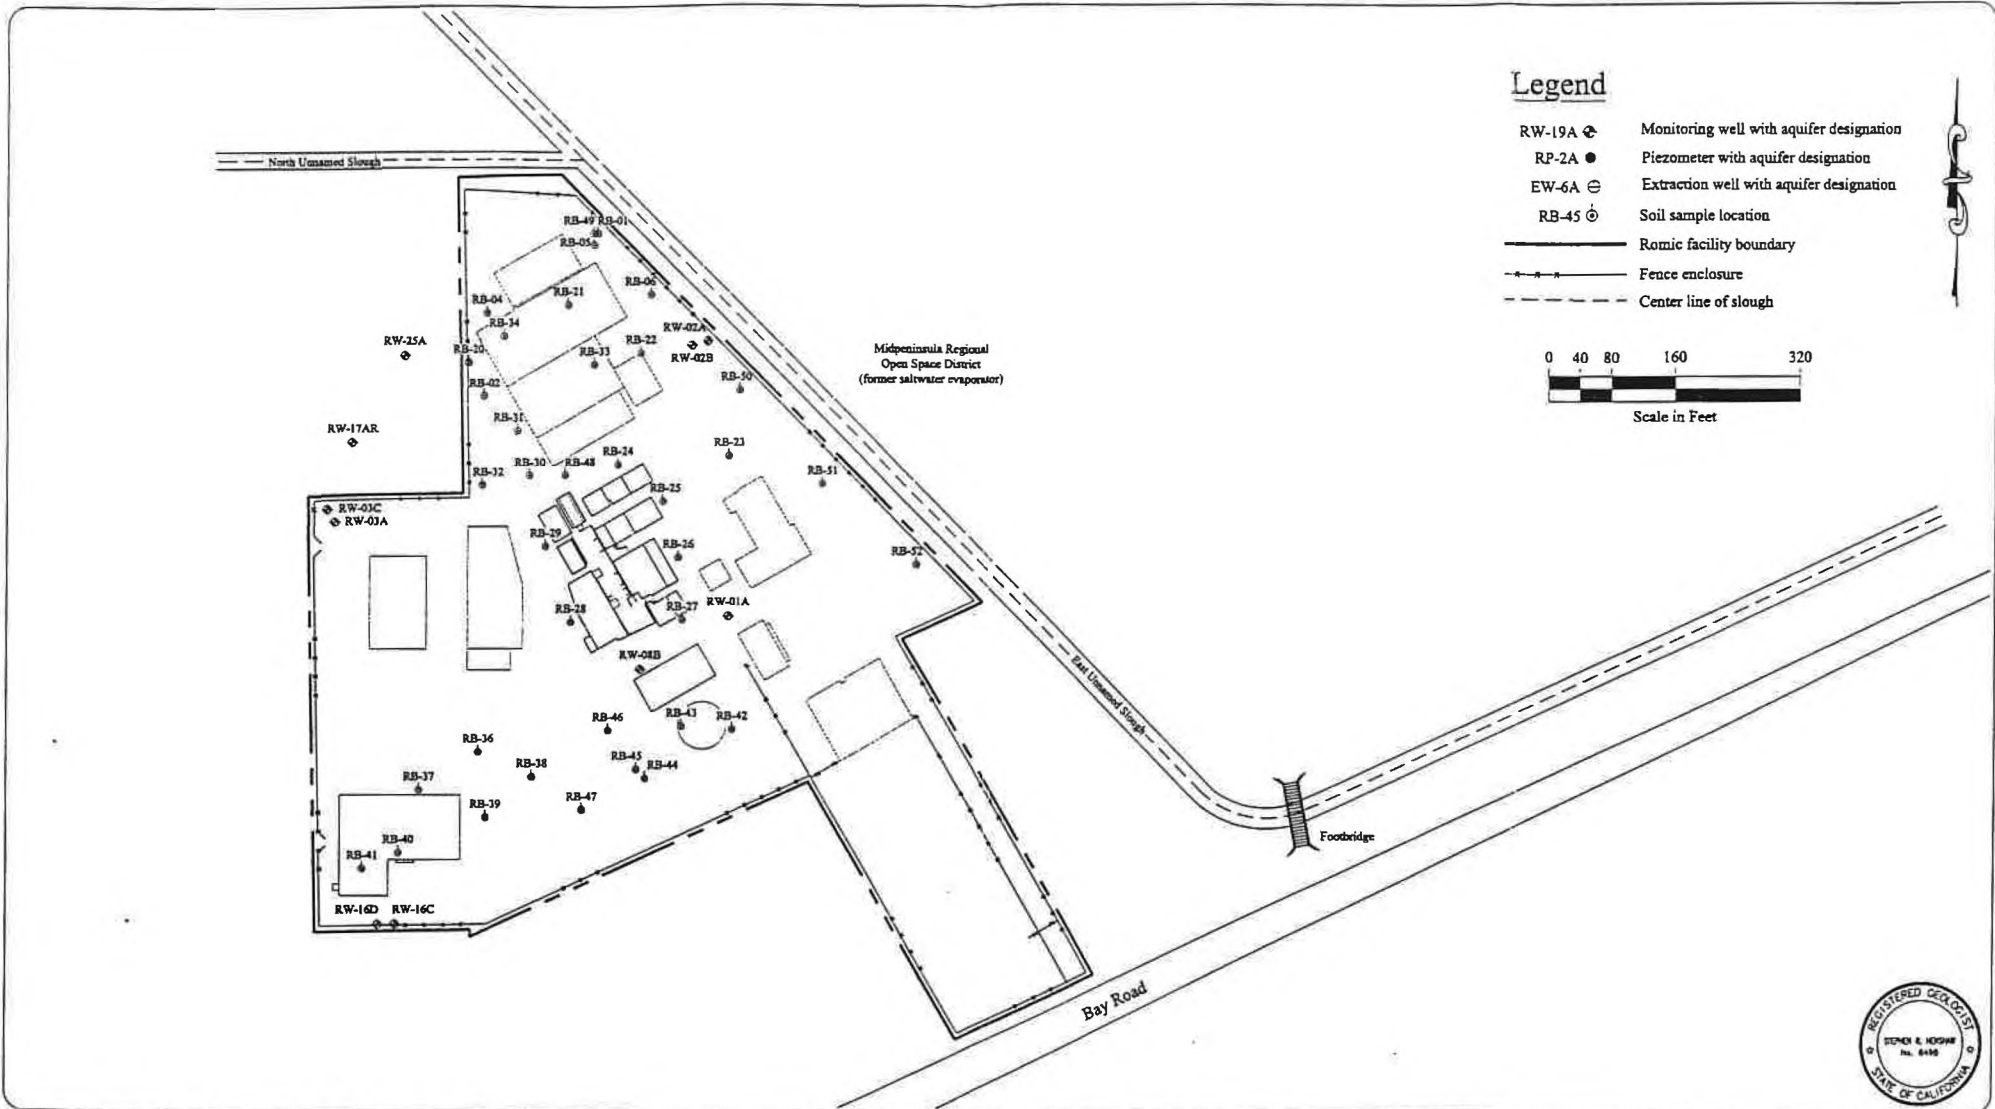 Legend
RW-19A Monitoring well with aquifer designation
RP-2A Piezometer with aquifer designation
EW-6A Extraction well with aquifer designation
RB-45 Soil sample location
Romic facility boundary
Fence enclosure
Center line of slough
0 40 80 160 320
Scale in Feet
North Unnamed Slough
RB-49 RB-01
RB-05
RB-06
RB-21
RB-04
RB-34
RW-02A
RW-25A
RB-20
RB-33
RB-22
RW-02B
Midpeninsula Regional
Open Space District
(former saltwater evaporator)
RB-02
RB-50
RB-31
RW-17AR
RB-23
RB-32
RB-30
RB-48
RB-24
RB-51
RB-25
RW-03C
RW-03A
RB-29
RB-26
RB-52
RB-28
RB-27
RW-01A
RW-08B
East Unnamed Slough
RB-46
RB-43
RB-42
RB-36
RB-38
RB-45
RB-44
RB-37
RB-39
RB-47
RB-40
RB-41
Footbridge
RW-16D
RW-16C
Bay Road
REGISTERED GEOLOGIST
STATE OF CALIFORNIA